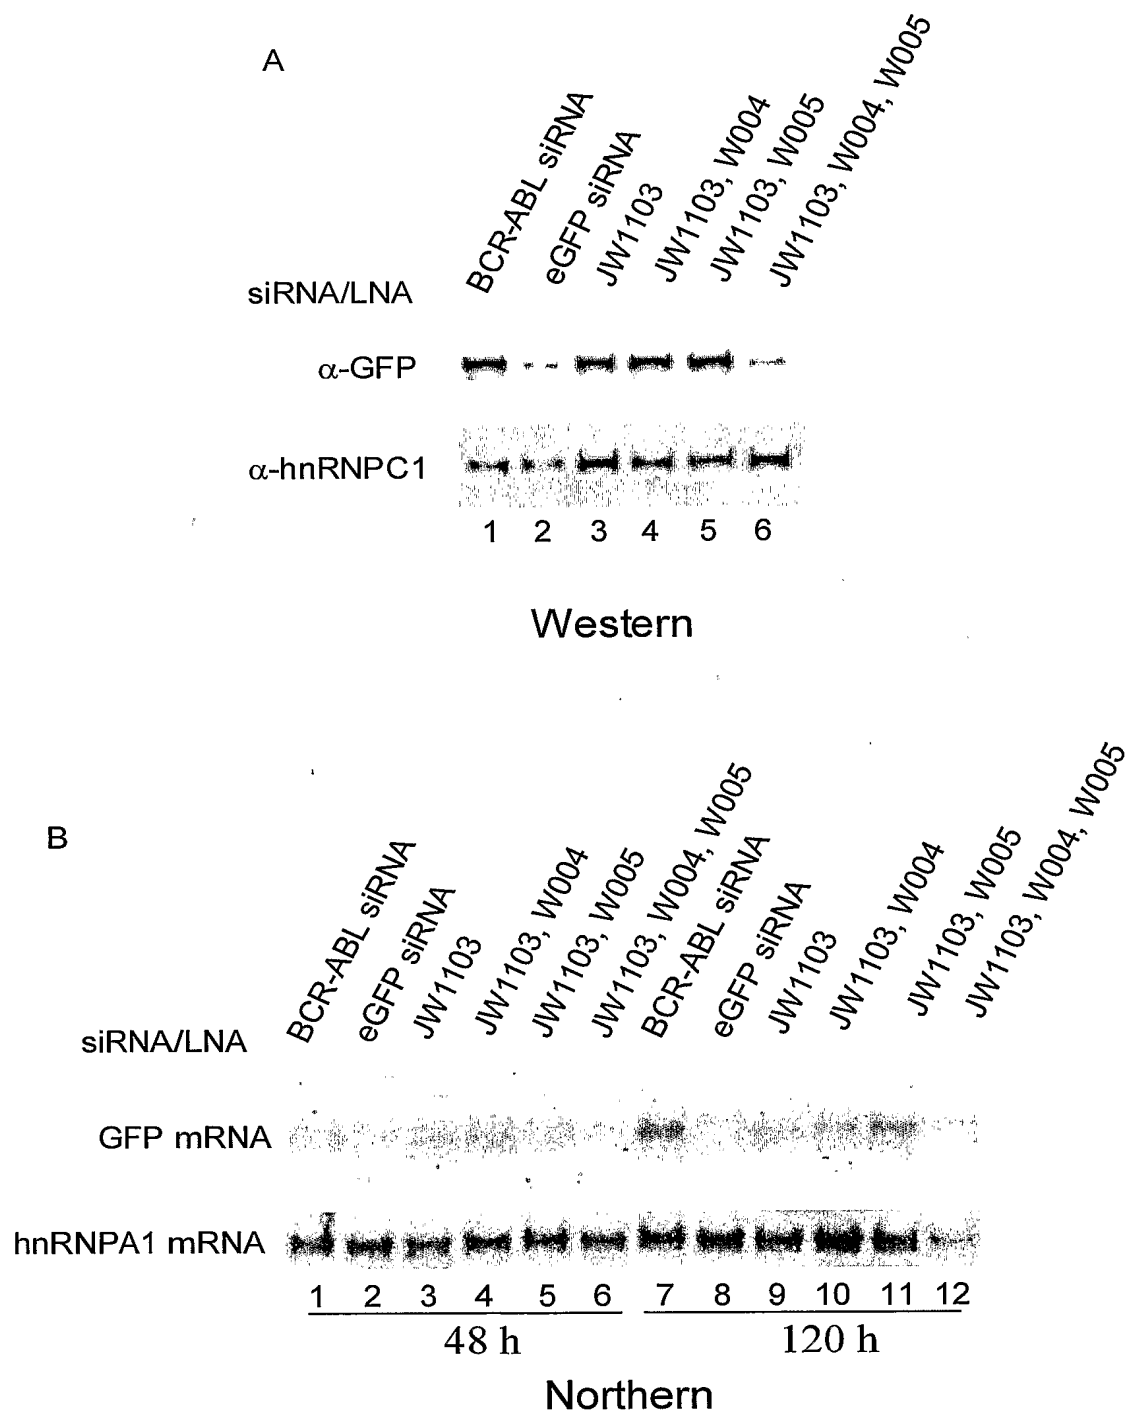 A
BCR-ABL siRNA
eGFP siRNA
JW1103
JW1103, W004
JW1103, W005
JW1103, W004, W005
siRNA/LNA
α-GFP
α-hnRNPC1
1 2 3 4 5 6
Western
B
BCR-ABL siRNA
eGFP siRNA
JW1103
JW1103, W004
JW1103, W005
JW1103, W004, W005
BCR-ABL siRNA
eGFP siRNA
JW1103
JW1103, W004
JW1103, W005
JW1103, W004, W005
siRNA/LNA
GFP mRNA
hnRNPA1 mRNA
1 2 3 4 5 6 7 8 9 10 11 12
48 h 120 h
Northern